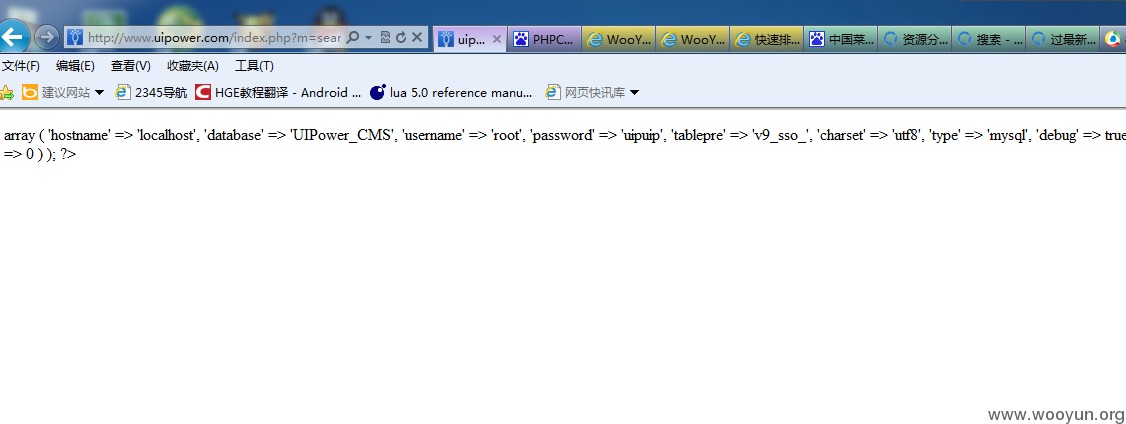 http://www.uipower.com/index.php?m=sear
uip...
PHPC...
WooY...
WooY...
快速排...
中国菜...
资源分...
搜索 - ...
过最新...
文件(F) 编辑(E) 查看(V) 收藏夹(A) 工具(T)
建议网站 2345导航 HGE教程翻译 - Android ... lua 5.0 reference manu... 网页快讯库
array ( 'hostname' => 'localhost', 'database' => 'UIPower_CMS', 'username' => 'root', 'password' => 'uipuip', 'tablepre' => 'v9_sso_', 'charset' => 'utf8', 'type' => 'mysql', 'debug' => true
=> 0 ) ); ?>
www.wooyun.org